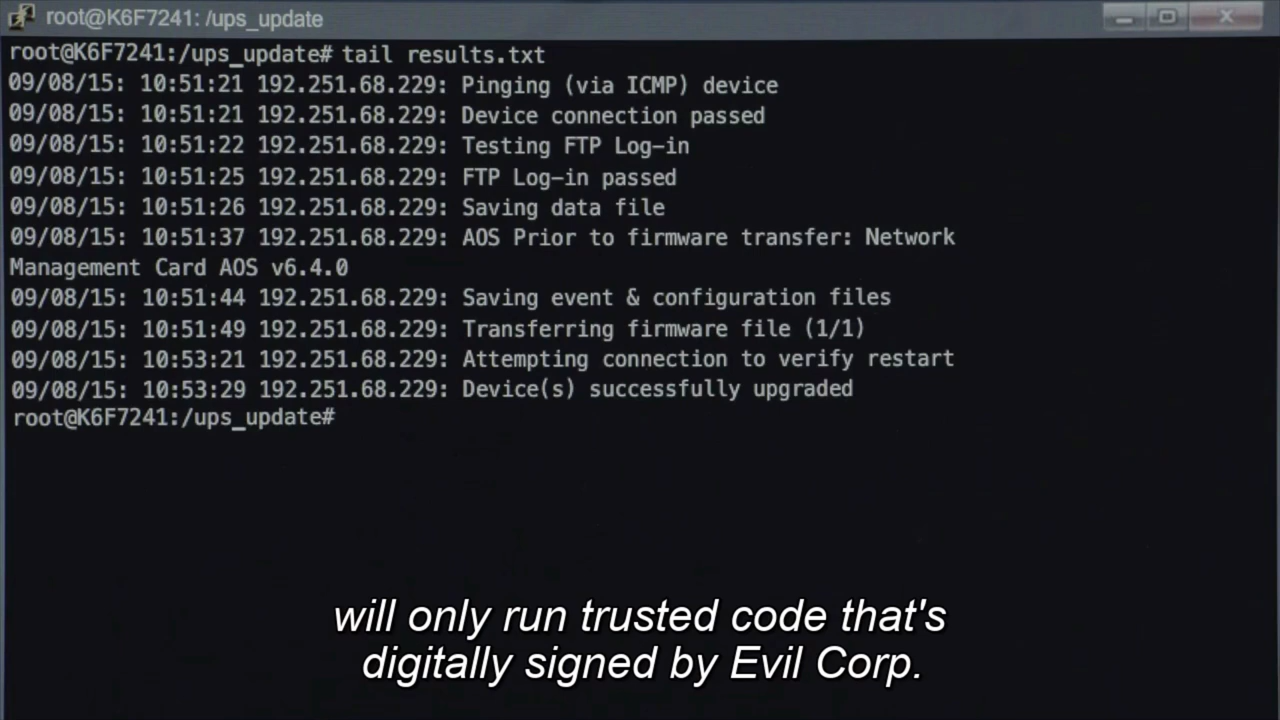 root@K6F7241: /ups_update
root@K6F7241:/ups_update# tail results.txt
09/08/15: 10:51:21 192.251.68.229: Pinging (via ICMP) device
09/08/15: 10:51:21 192.251.68.229: Device connection passed
09/08/15: 10:51:22 192.251.68.229: Testing FTP Log-in
09/08/15: 10:51:25 192.251.68.229: FTP Log-in passed
09/08/15: 10:51:26 192.251.68.229: Saving data file
09/08/15: 10:51:37 192.251.68.229: AOS Prior to firmware transfer: Network
Management Card AOS v6.4.0
09/08/15: 10:51:44 192.251.68.229: Saving event & configuration files
09/08/15: 10:51:49 192.251.68.229: Transferring firmware file (1/1)
09/08/15: 10:53:21 192.251.68.229: Attempting connection to verify restart
09/08/15: 10:53:29 192.251.68.229: Device(s) successfully upgraded
root@K6F7241:/ups_update#
will only run trusted code that's
digitally signed by Evil Corp.